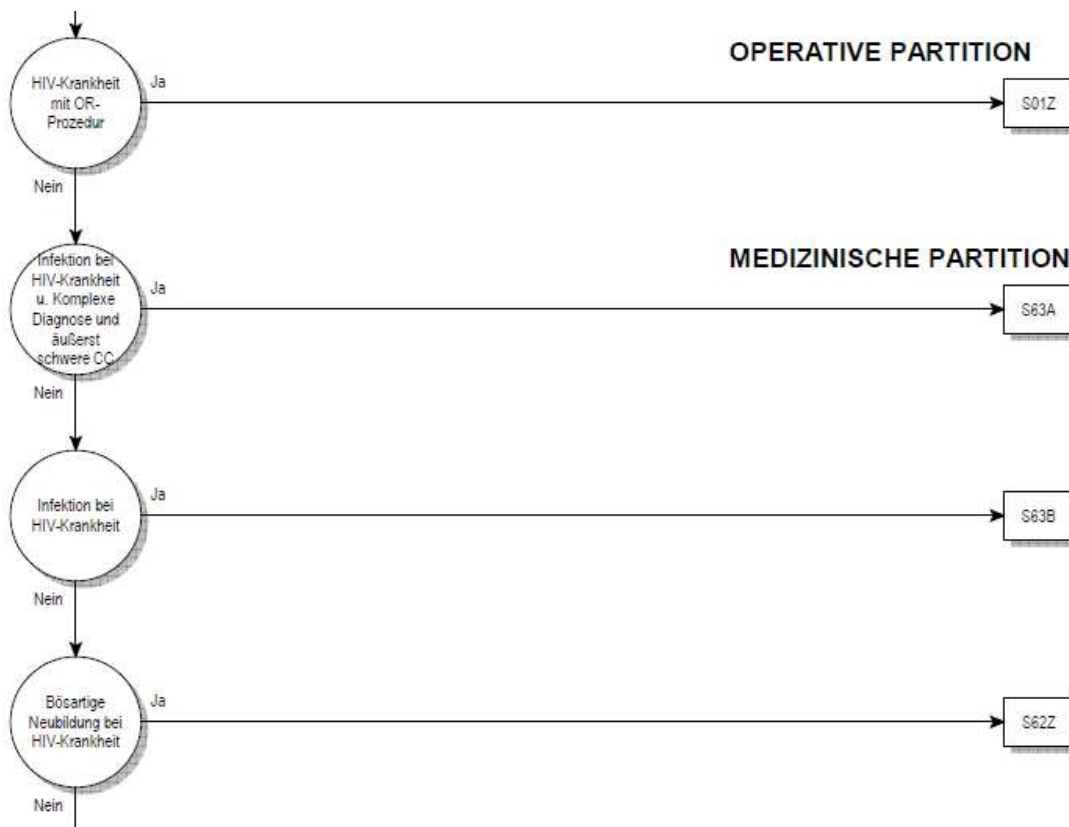 OPERATIVE PARTITION
HIV-Krankheit
mit OR-
Prozedur
Ja
S01Z
Nein
MEDIZINISCHE PARTITION
Infektion bei
HIV-Krankheit
u. Komplexe
Diagnose und
äußerst
schwere CC
Ja
S63A
Nein
Infektion bei
HIV-Krankheit
Ja
S63B
Nein
Bösartige
Neubildung bei
HIV-Krankheit
Ja
S62Z
Nein